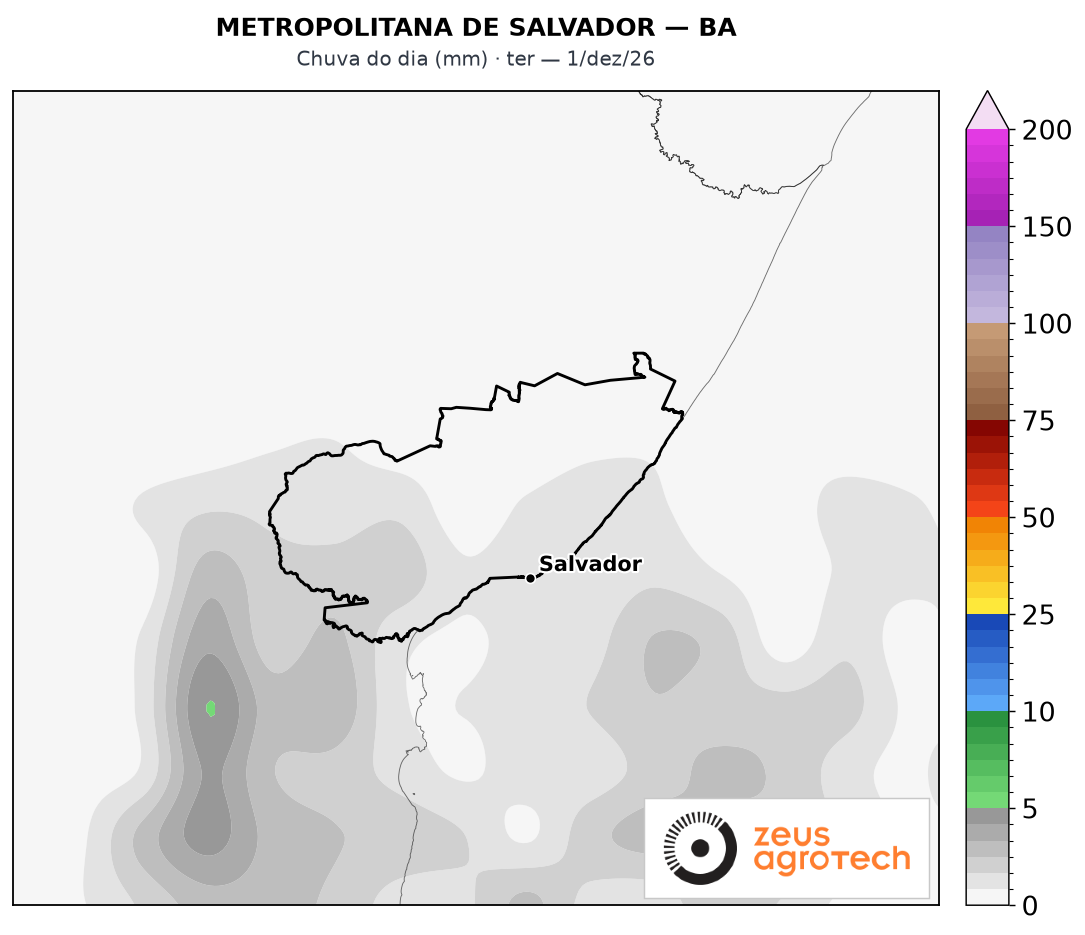 METROPOLITANA DE SALVADOR — BA
Chuva do dia (mm) · ter — 1/dez/26
200
150
100
75
50
25
10
5
0
Salvador
zeus
agrotech